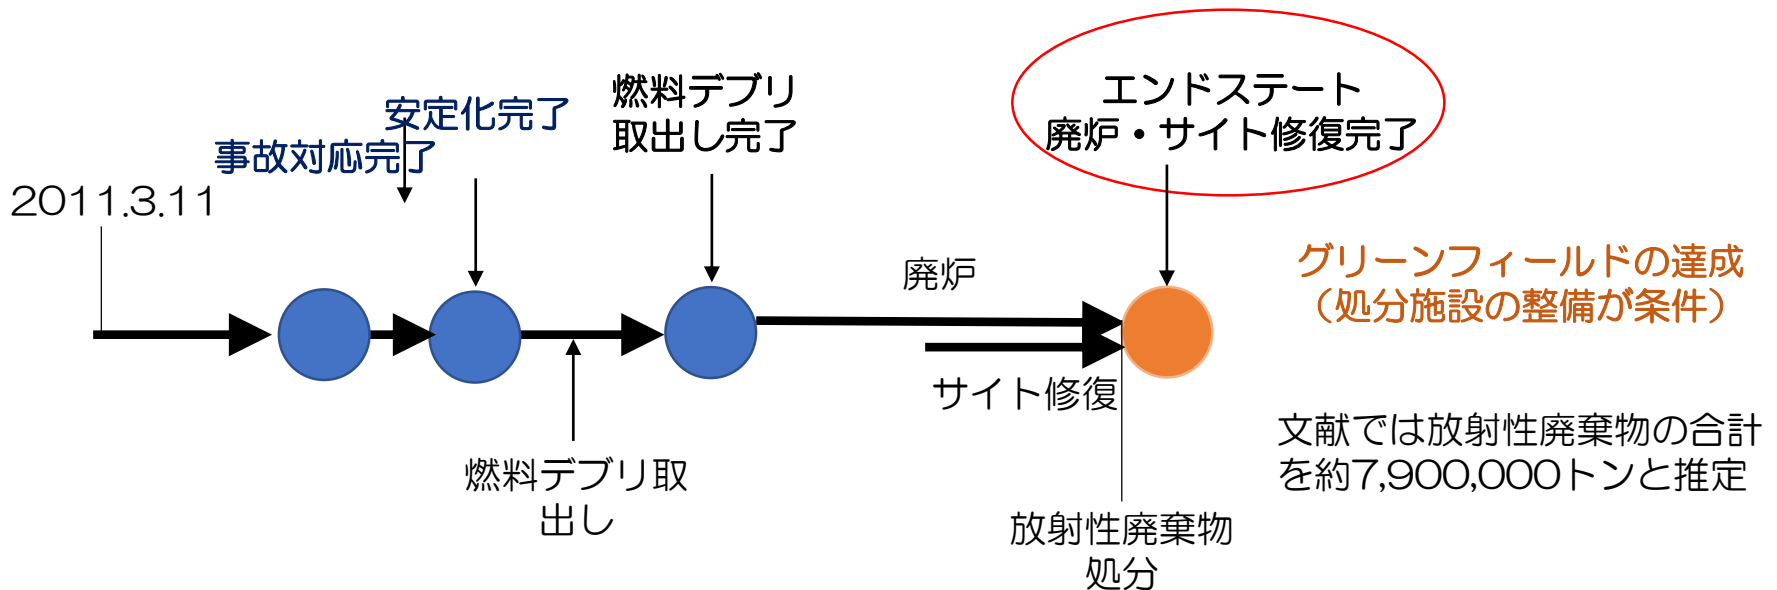 2011.3.11
事故対応完了
安定化完了
燃料デブリ
取出し完了
エンドステート
廃炉・サイト修復完了
廃炉
サイト修復
燃料デブリ取
出し
放射性廃棄物
処分
グリーンフィールドの達成
（処分施設の整備が条件）
文献では放射性廃棄物の合計
を約7,900,000トンと推定